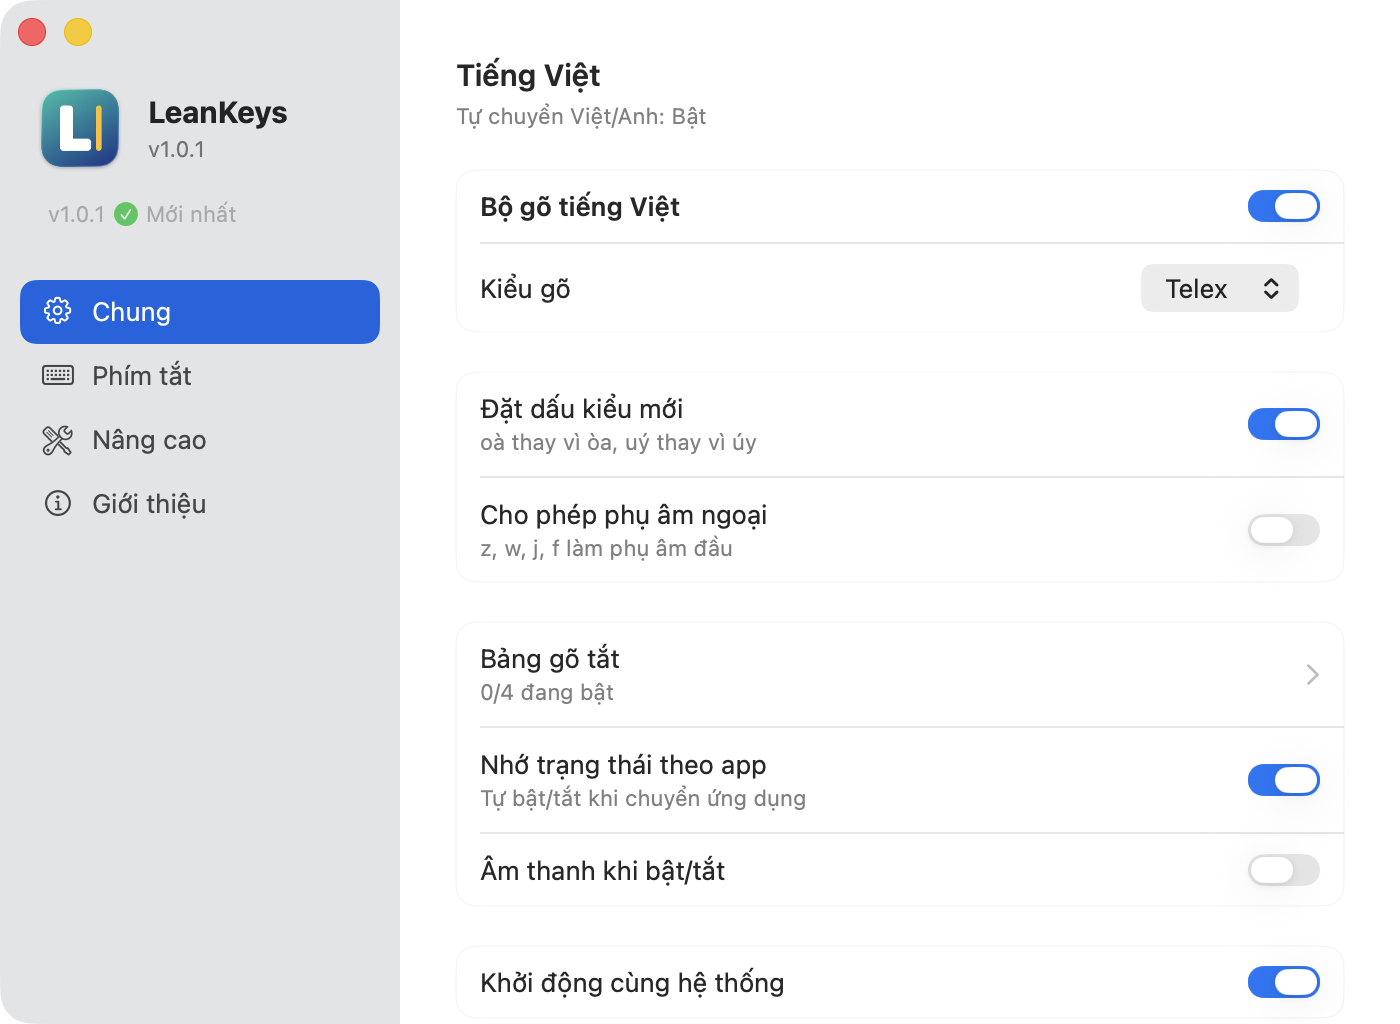 LeanKeys
v1.0.1
v1.0.1 Mới nhất
Chung
Phím tắt
Nâng cao
Giới thiệu
Tiếng Việt
Tự chuyển Việt/Anh: Bật
Bộ gõ tiếng Việt
Kiểu gõ
Telex
Đặt dấu kiểu mới
oà thay vì òa, uý thay vì úy
Cho phép phụ âm ngoại
z, w, j, f làm phụ âm đầu
Bảng gõ tắt
0/4 đang bật
Nhớ trạng thái theo app
Tự bật/tắt khi chuyển ứng dụng
Âm thanh khi bật/tắt
Khởi động cùng hệ thống